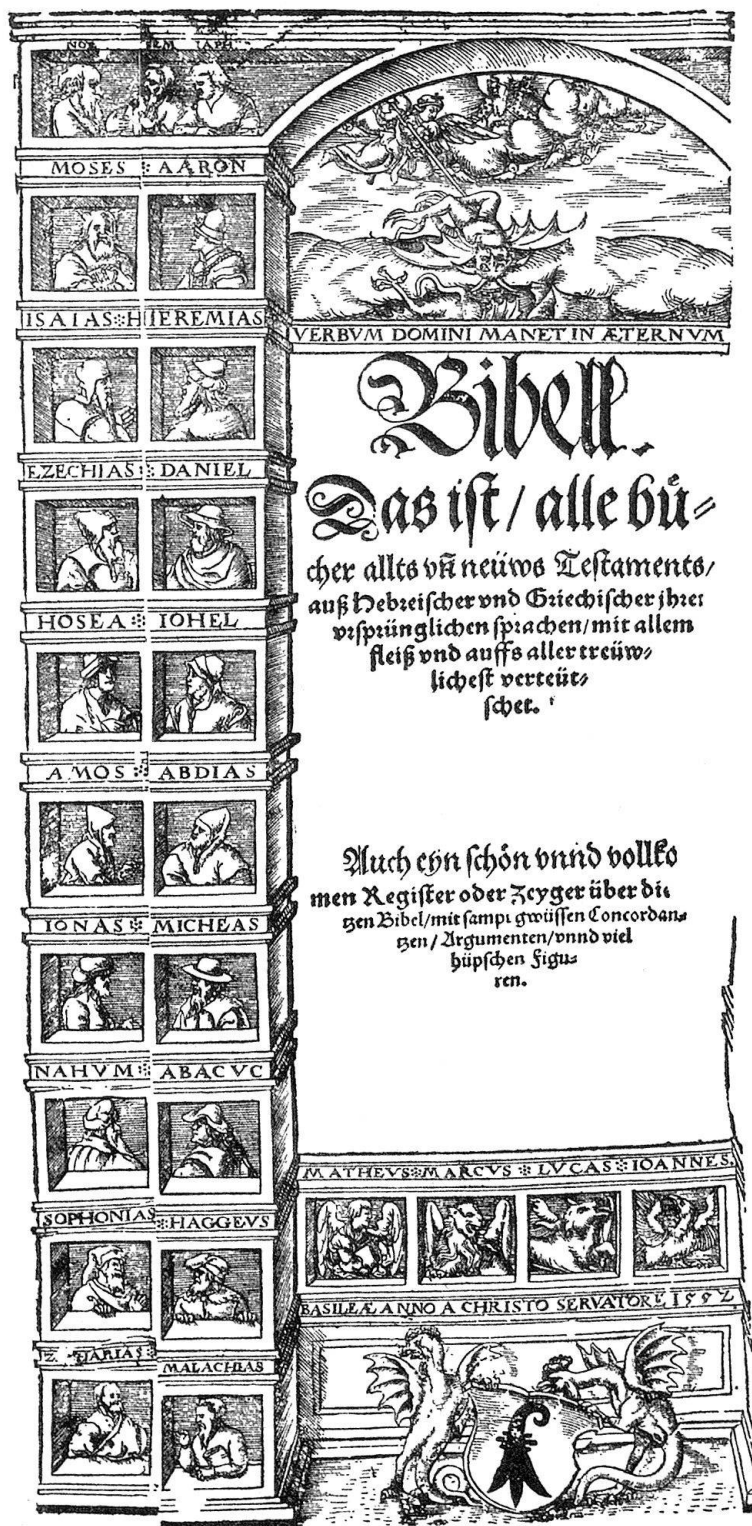 NOE SEM IAPH
MOSES AARON
ISAIAS HIEREMIAS
EZECHIAS DANIEL
HOSEA IOHEL
AMOS ABDIAS
IONAS MICHEAS
NAHVM ABACVC
SOPHONIAS HAGGEVS
MALACHIAS
VERBVM DOMINI MANET IN ÆTERNVM
Bibell.
Das ist / alle bů⸗
cher allts vñ neüws Testaments /
auß Hebreischer vnd Griechischer jhrer
vrsprünglichen sprachen / mit allem
fleiß vnd auffs aller treüw⸗
lichest verteüt⸗
schet.
Auch eyn schön vnnd vollko
men Register oder Zeyger über die
tzen Bibel / mit sampt gwüssen Concordan⸗
tzen / Argumenten / vnnd viel
hüpschen Figu⸗
ren.
MATHEVS MARCVS LVCAS IOANNES
BASILEÆ ANNO A CHRISTO SERVATORE 1552